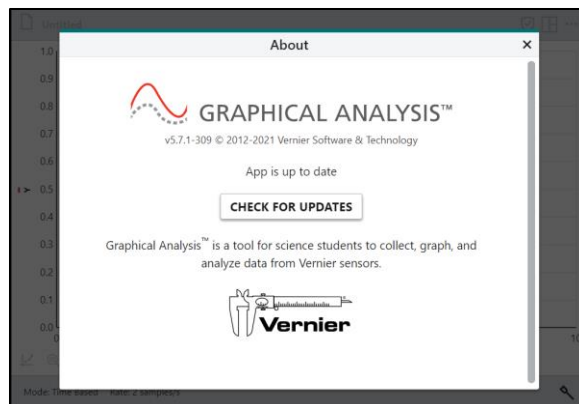 Untitled
About
×
1.0
0.9
0.8
0.7
0.6
0.5
0.4
0.3
0.2
0.1
0.0
0
10
GRAPHICAL ANALYSIS™
v5.7.1-309 © 2012-2021 Vernier Software & Technology
App is up to date
CHECK FOR UPDATES
Graphical Analysis™ is a tool for science students to collect, graph, and
analyze data from Vernier sensors.
Vernier
Mode: Time Based Rate: 2 samples/s